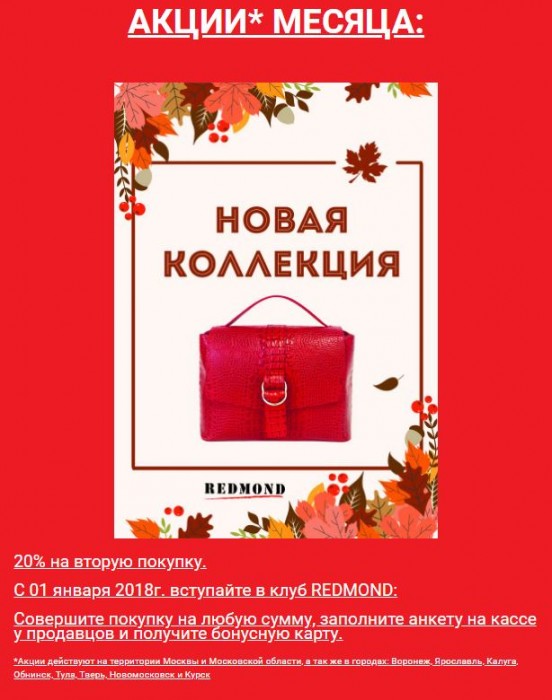 АКЦИИ* МЕСЯЦА:
НОВАЯ
КОЛЛЕКЦИЯ
REDMOND
20% на вторую покупку.
С 01 января 2018г. вступайте в клуб REDMOND:
Совершите покупку на любую сумму, заполните анкету на кассе
у продавцов и получите бонусную карту.
*Акции действуют на территории Москвы и Московской области, а так же в городах: Воронеж, Ярославль, Калуга,
Обнинск, Тула, Тверь, Новомосковск и Курск